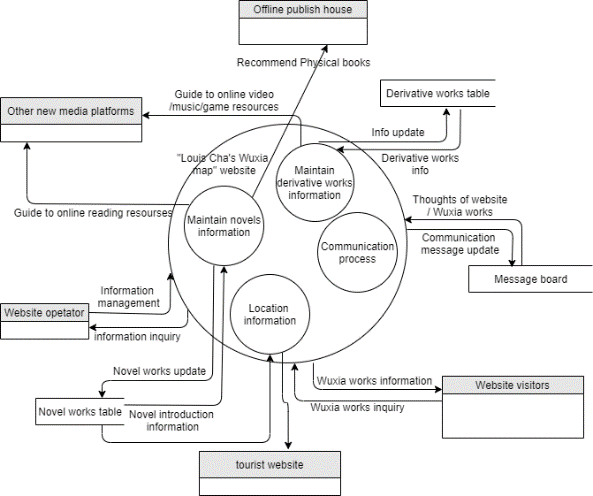 Offline publish house
Recommend Physical books
Guide to online video
/music/game resources
Other new media platforms
Derivative works table
Info update
Derivative works
info
"Louis Cha's Wuxia
map" website
Maintain
derivative works
information
Guide to online reading resourses
Maintain novels
information
Thoughts of website
/ Wuxia works
Communication
message update
Communication
process
Message board
Information
management
Website opetator
information inquiry
Location
information
Novel works update
Wuxia works information
Website visitors
Wuxia works inquiry
Novel works table
Novel introduction
information
tourist website